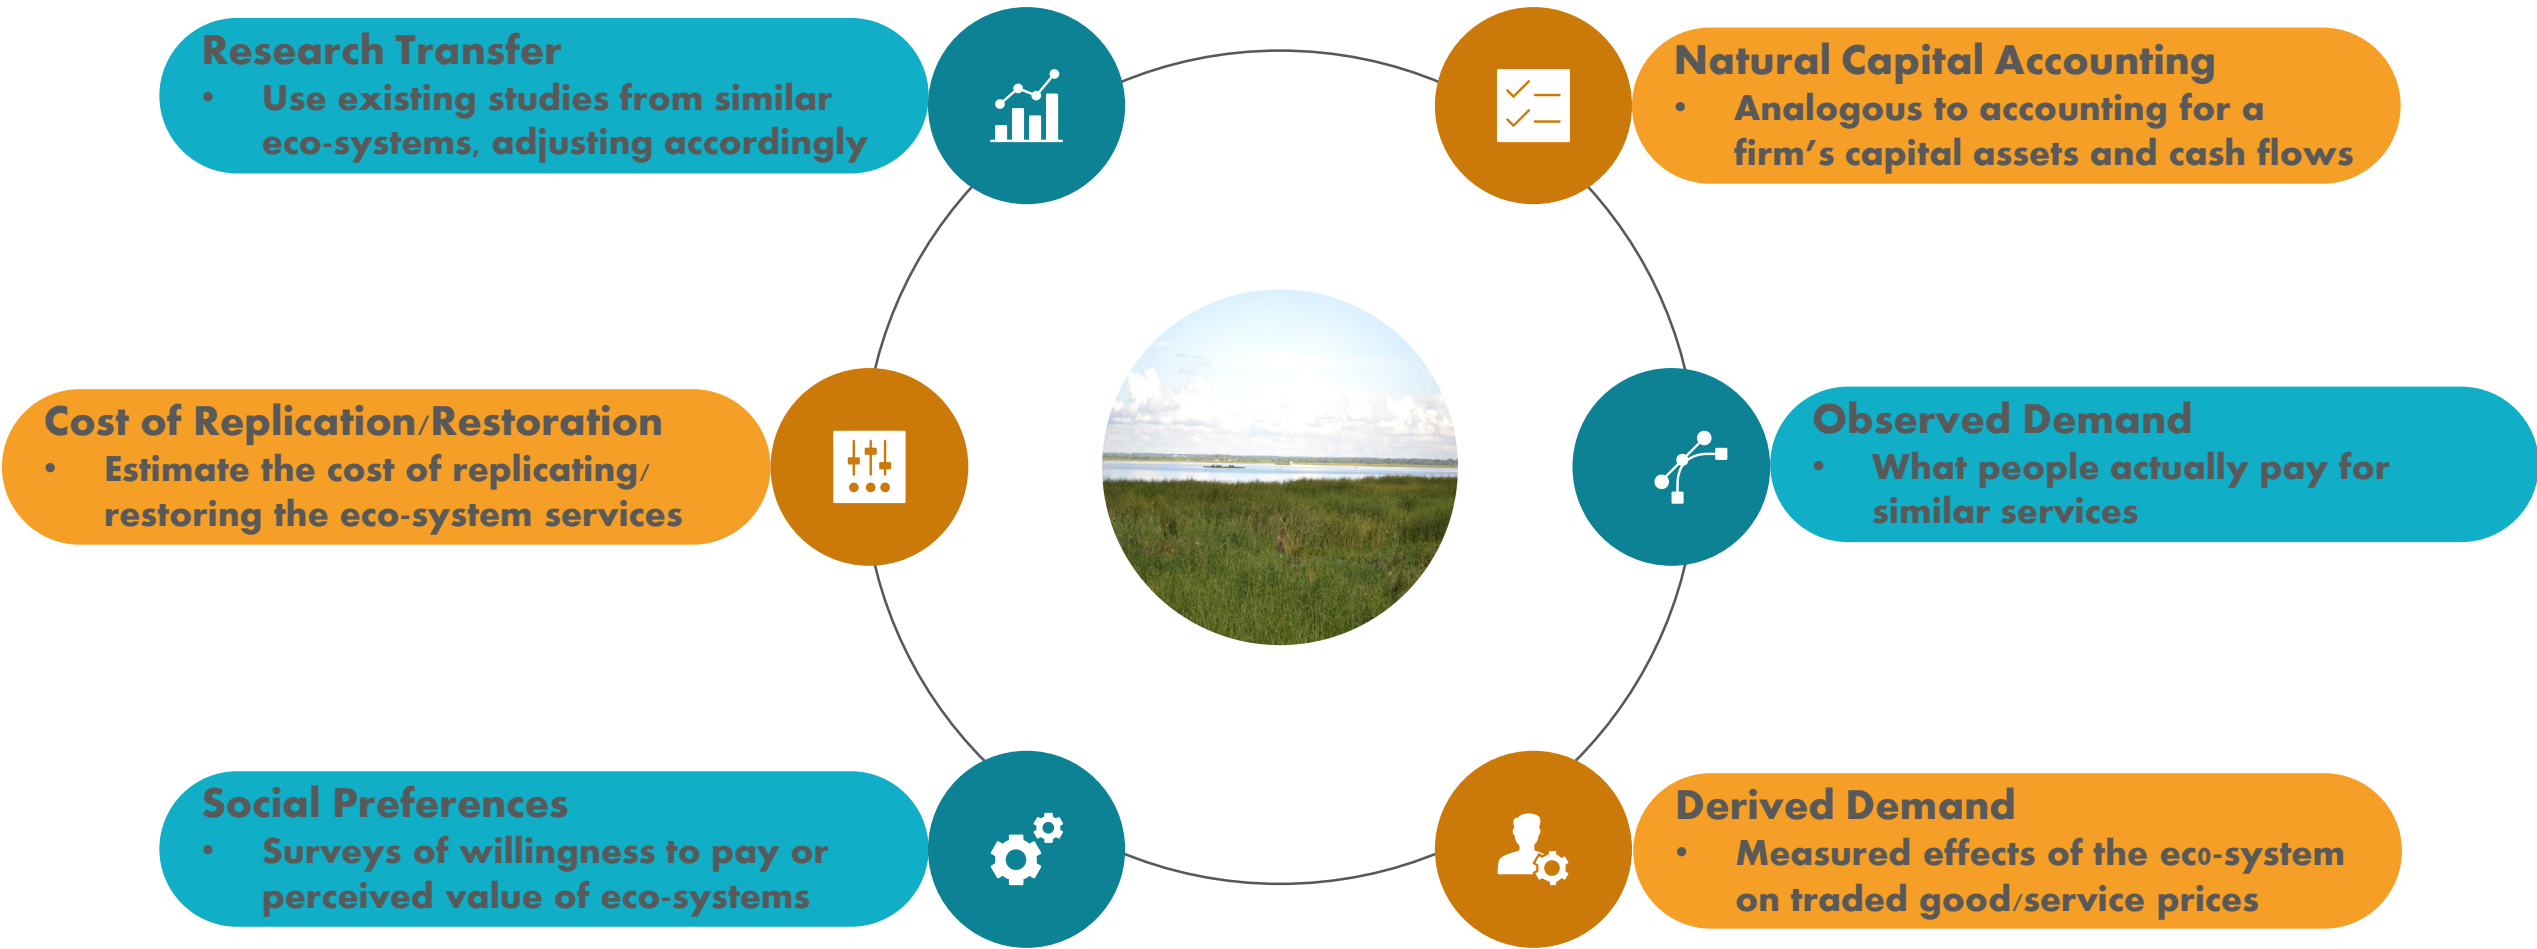 Research Transfer
• Use existing studies from similar
eco-systems, adjusting accordingly
Natural Capital Accounting
• Analogous to accounting for a
firm’s capital assets and cash flows
Cost of Replication/Restoration
• Estimate the cost of replicating/
restoring the eco-system services
Observed Demand
• What people actually pay for
similar services
Social Preferences
• Surveys of willingness to pay or
perceived value of eco-systems
Derived Demand
• Measured effects of the ec0-system
on traded good/service prices